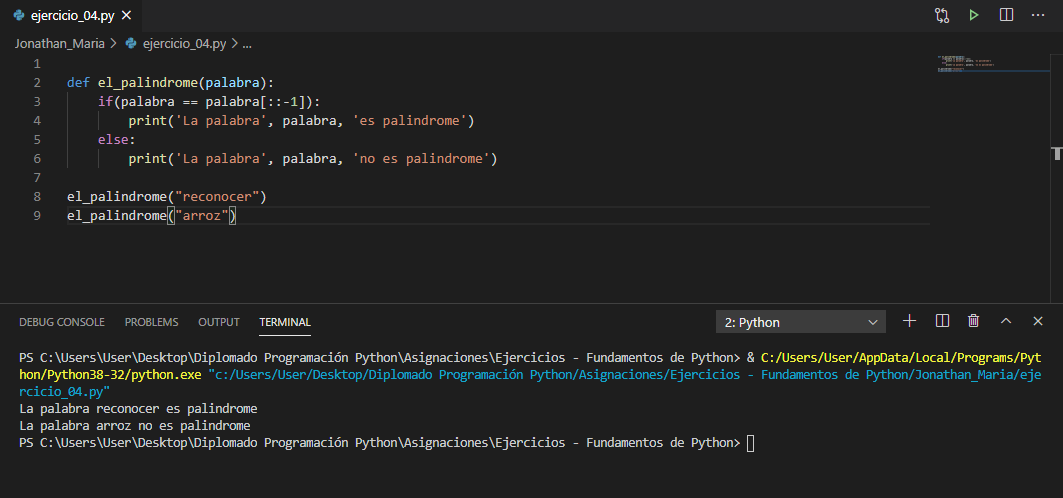 ejercicio_04.py
Jonathan_Maria > ejercicio_04.py > ...
1
2 def el_palindrome(palabra):
3 if(palabra == palabra[::-1]):
4 print('La palabra', palabra, 'es palindrome')
5 else:
6 print('La palabra', palabra, 'no es palindrome')
7
8 el_palindrome("reconocer")
9 el_palindrome("arroz")
DEBUG CONSOLE PROBLEMS OUTPUT TERMINAL 2: Python
PS C:\Users\User\Desktop\Diplomado Programación Python\Asignaciones\Ejercicios - Fundamentos de Python> & C:/Users/User/AppData/Local/Programs/Pyt
hon/Python38-32/python.exe "c:/Users/User/Desktop/Diplomado Programación Python/Asignaciones/Ejercicios - Fundamentos de Python/Jonathan_Maria/eje
rcicio_04.py"
La palabra reconocer es palindrome
La palabra arroz no es palindrome
PS C:\Users\User\Desktop\Diplomado Programación Python\Asignaciones\Ejercicios - Fundamentos de Python>